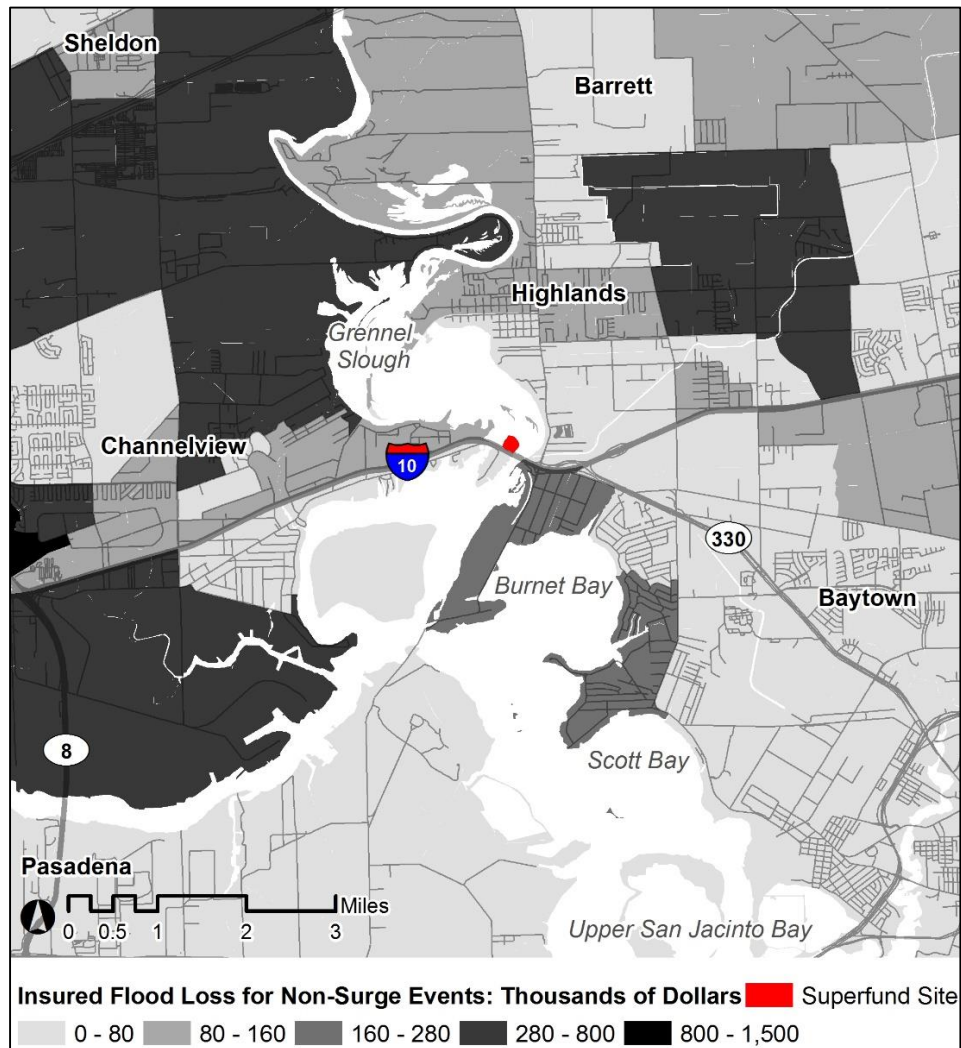 Sheldon
Barrett
Highlands
Grennel
Slough
Channelview
10
330
Burnet Bay
Baytown
8
Scott Bay
Pasadena
Miles
0 0.5 1 2 3
Upper San Jacinto Bay
Insured Flood Loss for Non-Surge Events: Thousands of Dollars Superfund Site
0 - 80 80 - 160 160 - 280 280 - 800 800 - 1,500